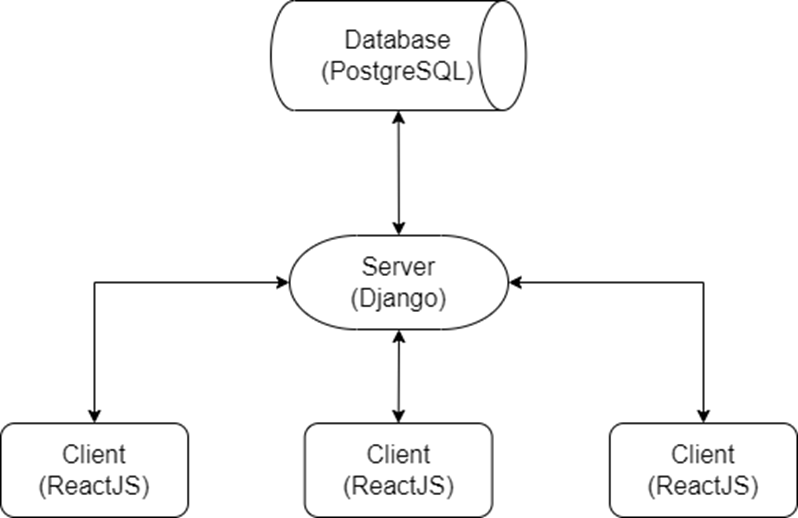 Database
(PostgreSQL)
Server
(Django)
Client
(ReactJS)
Client
(ReactJS)
Client
(ReactJS)